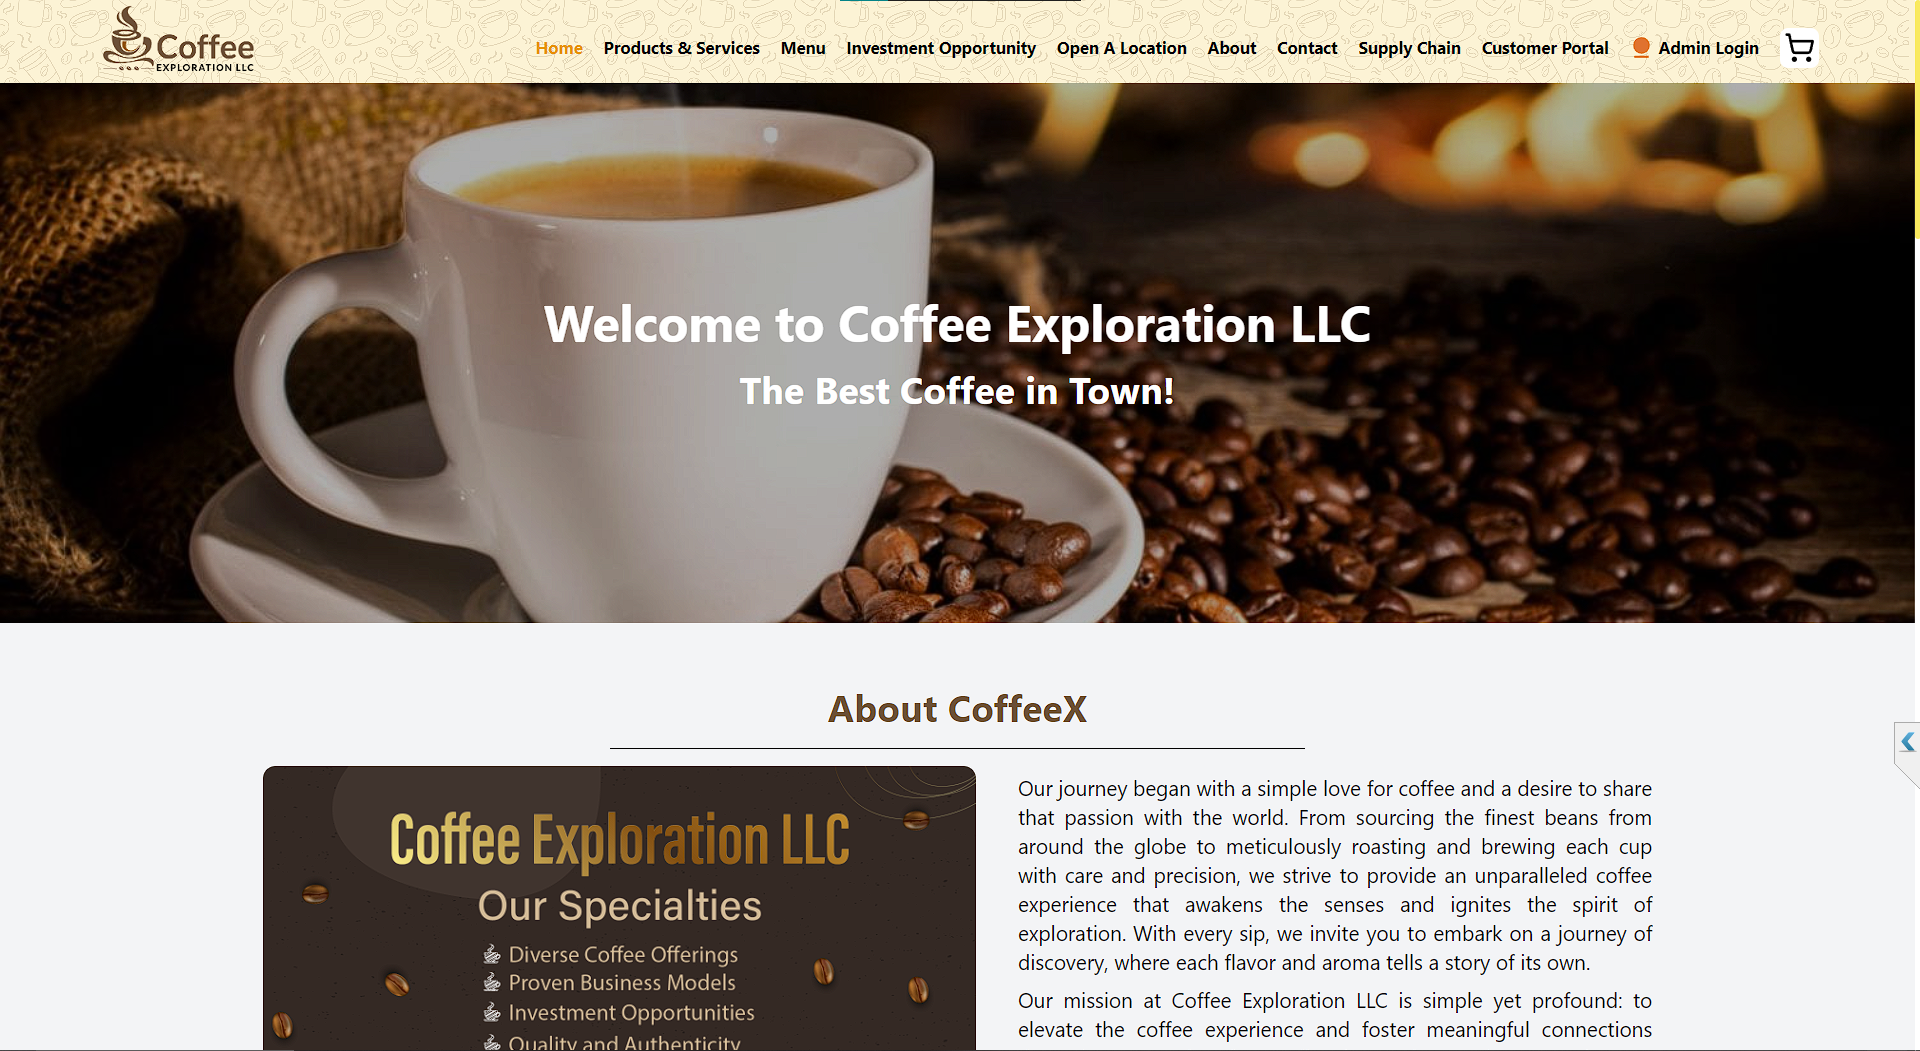 Coffee
EXPLORATION LLC
Home Products & Services Menu Investment Opportunity Open A Location About Contact Supply Chain Customer Portal Admin Login
Welcome to Coffee Exploration LLC
The Best Coffee in Town!
About CoffeeX
Coffee Exploration LLC
Our Specialties
Diverse Coffee Offerings
Proven Business Models
Investment Opportunities
Quality and Authenticity
Our journey began with a simple love for coffee and a desire to share
that passion with the world. From sourcing the finest beans from
around the globe to meticulously roasting and brewing each cup
with care and precision, we strive to provide an unparalleled coffee
experience that awakens the senses and ignites the spirit of
exploration. With every sip, we invite you to embark on a journey of
discovery, where each flavor and aroma tells a story of its own.
Our mission at Coffee Exploration LLC is simple yet profound: to
elevate the coffee experience and foster meaningful connections